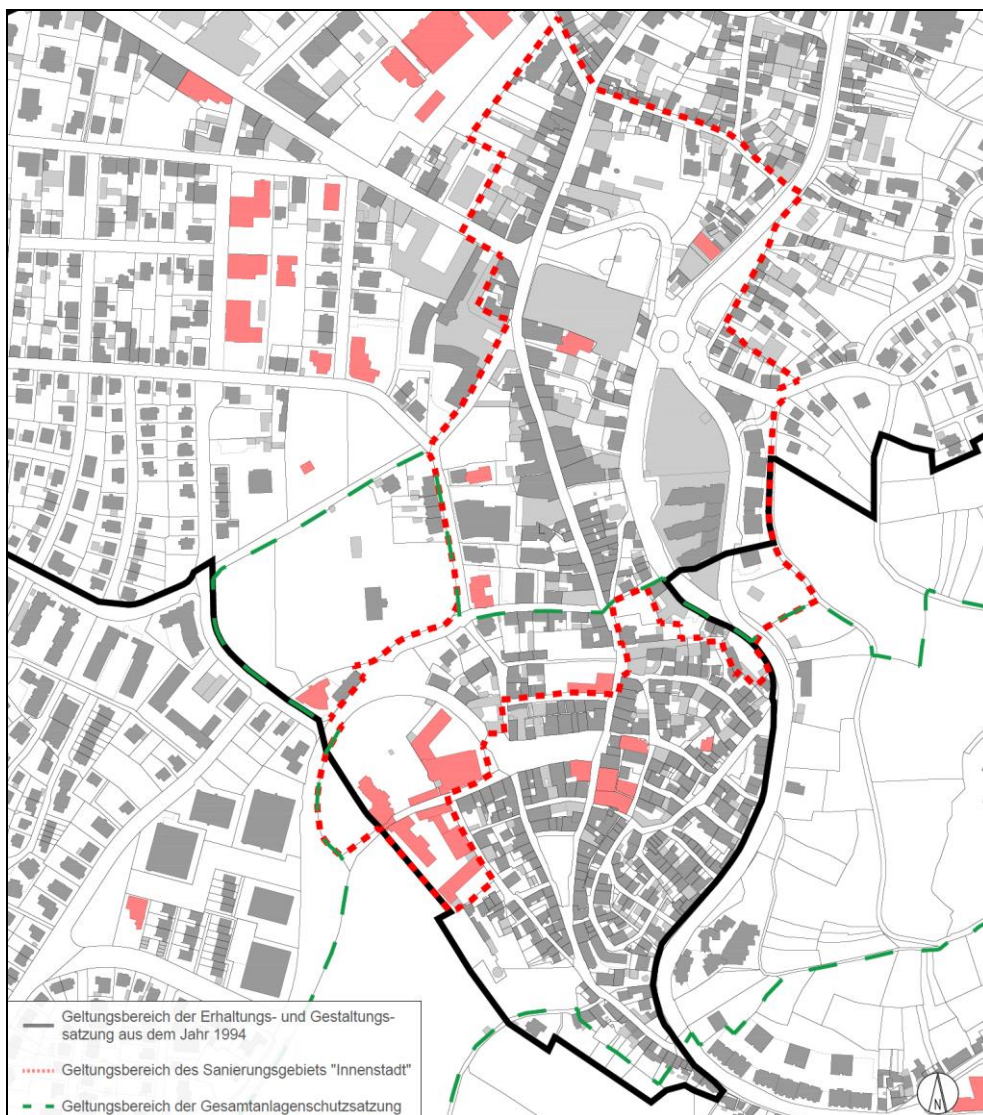 Geltungsbereich der Erhaltungs- und Gestaltungs-
satzung aus dem Jahr 1994
Geltungsbereich des Sanierungsgebiets "Innenstadt"
Geltungsbereich der Gesamtanlagenschutzsatzung
N